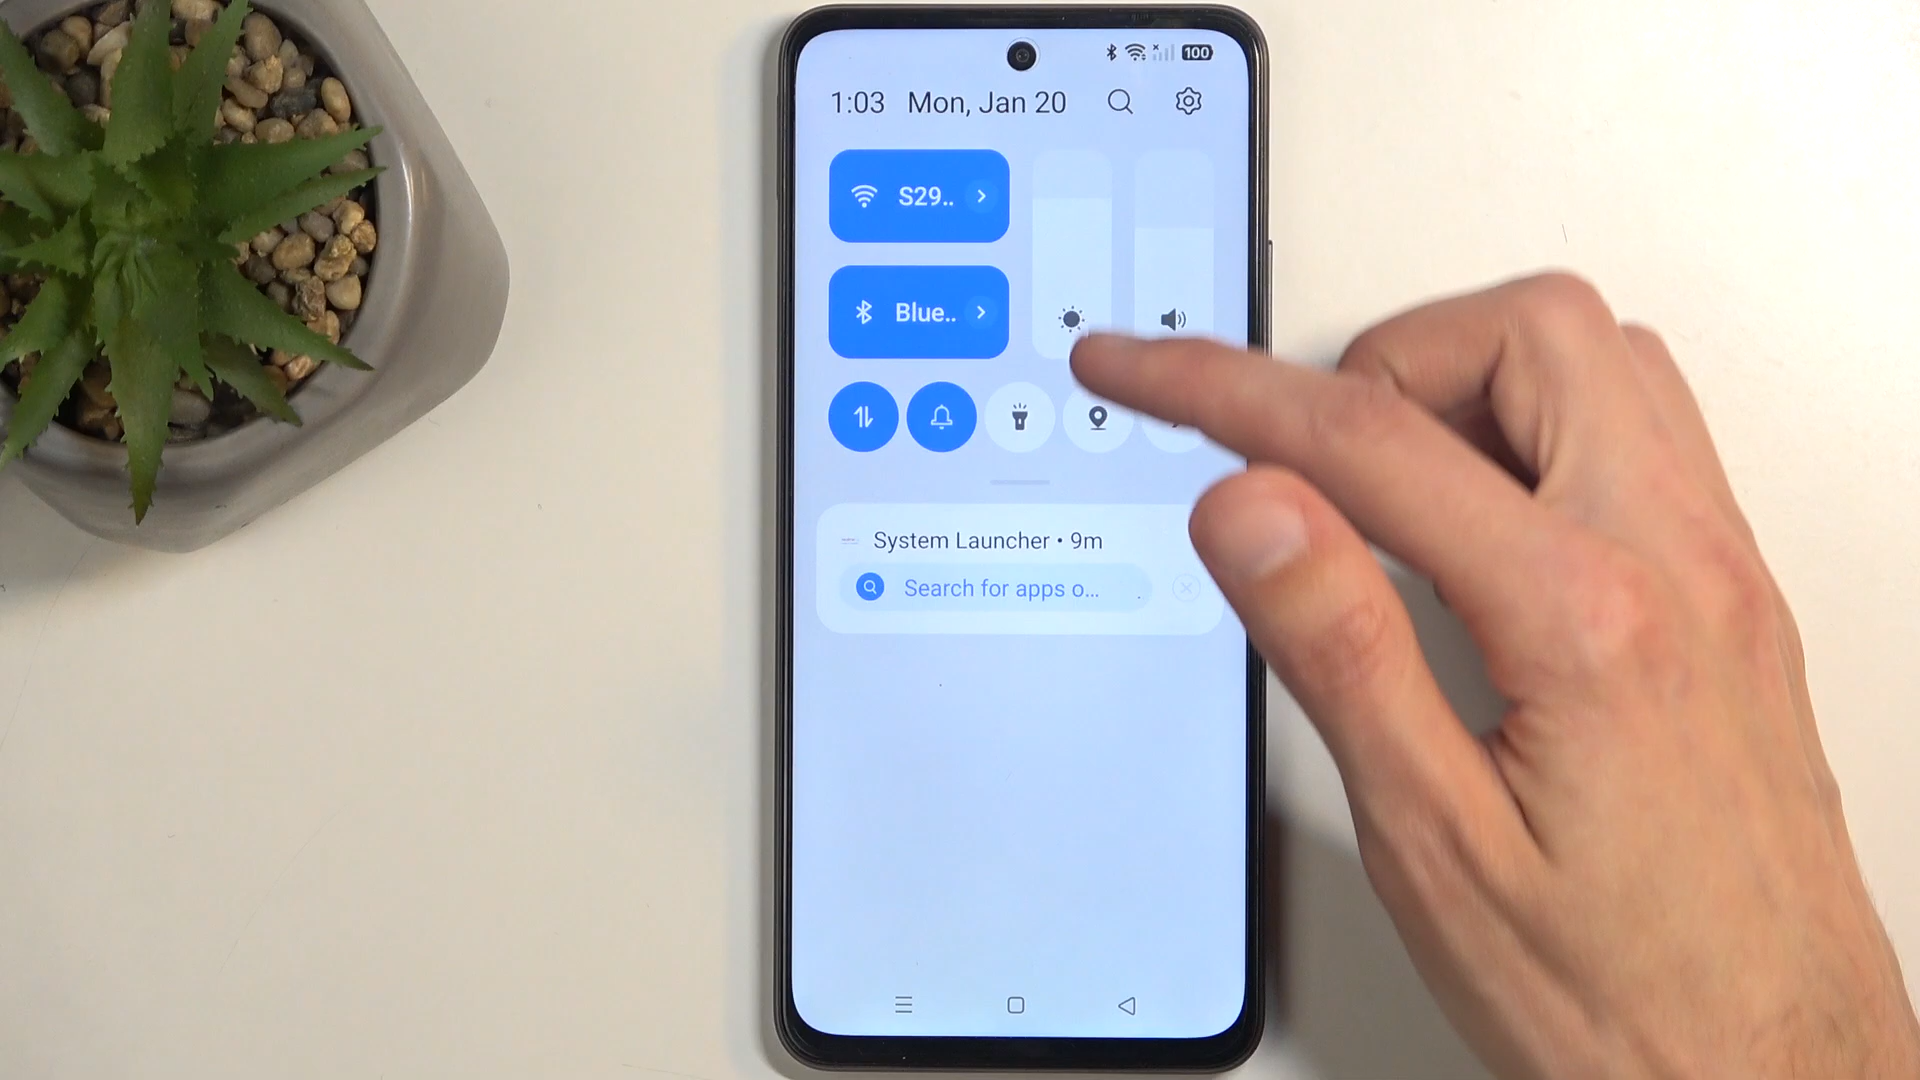 100
1:03 Mon, Jan 20
S29..
Blue..
System Launcher • 9m
Search for apps o...